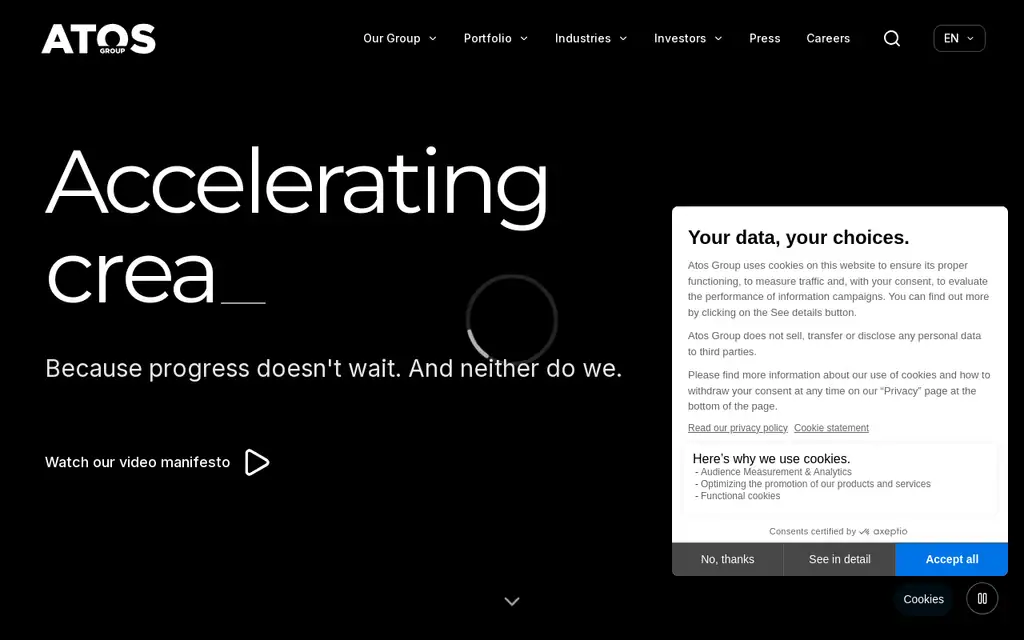 ATOS
GROUP
Our Group
Portfolio
Industries
Investors
Press
Careers
EN
Accelerating
crea_
Because progress doesn't wait. And neither do we.
Watch our video manifesto
Your data, your choices.
Atos Group uses cookies on this website to ensure its proper
functioning, to measure traffic and, with your consent, to evaluate
the performance of information campaigns. You can find out more
by clicking on the See details button.
Atos Group does not sell, transfer or disclose any personal data
to third parties.
Please find more information about our use of cookies and how to
withdraw your consent at any time on our “Privacy” page at the
bottom of the page.
Read our privacy policy Cookie statement
Here's why we use cookies.
- Audience Measurement & Analytics
- Optimizing the promotion of our products and services
- Functional cookies
Consents certified by axeptio
No, thanks
See in detail
Accept all
Cookies